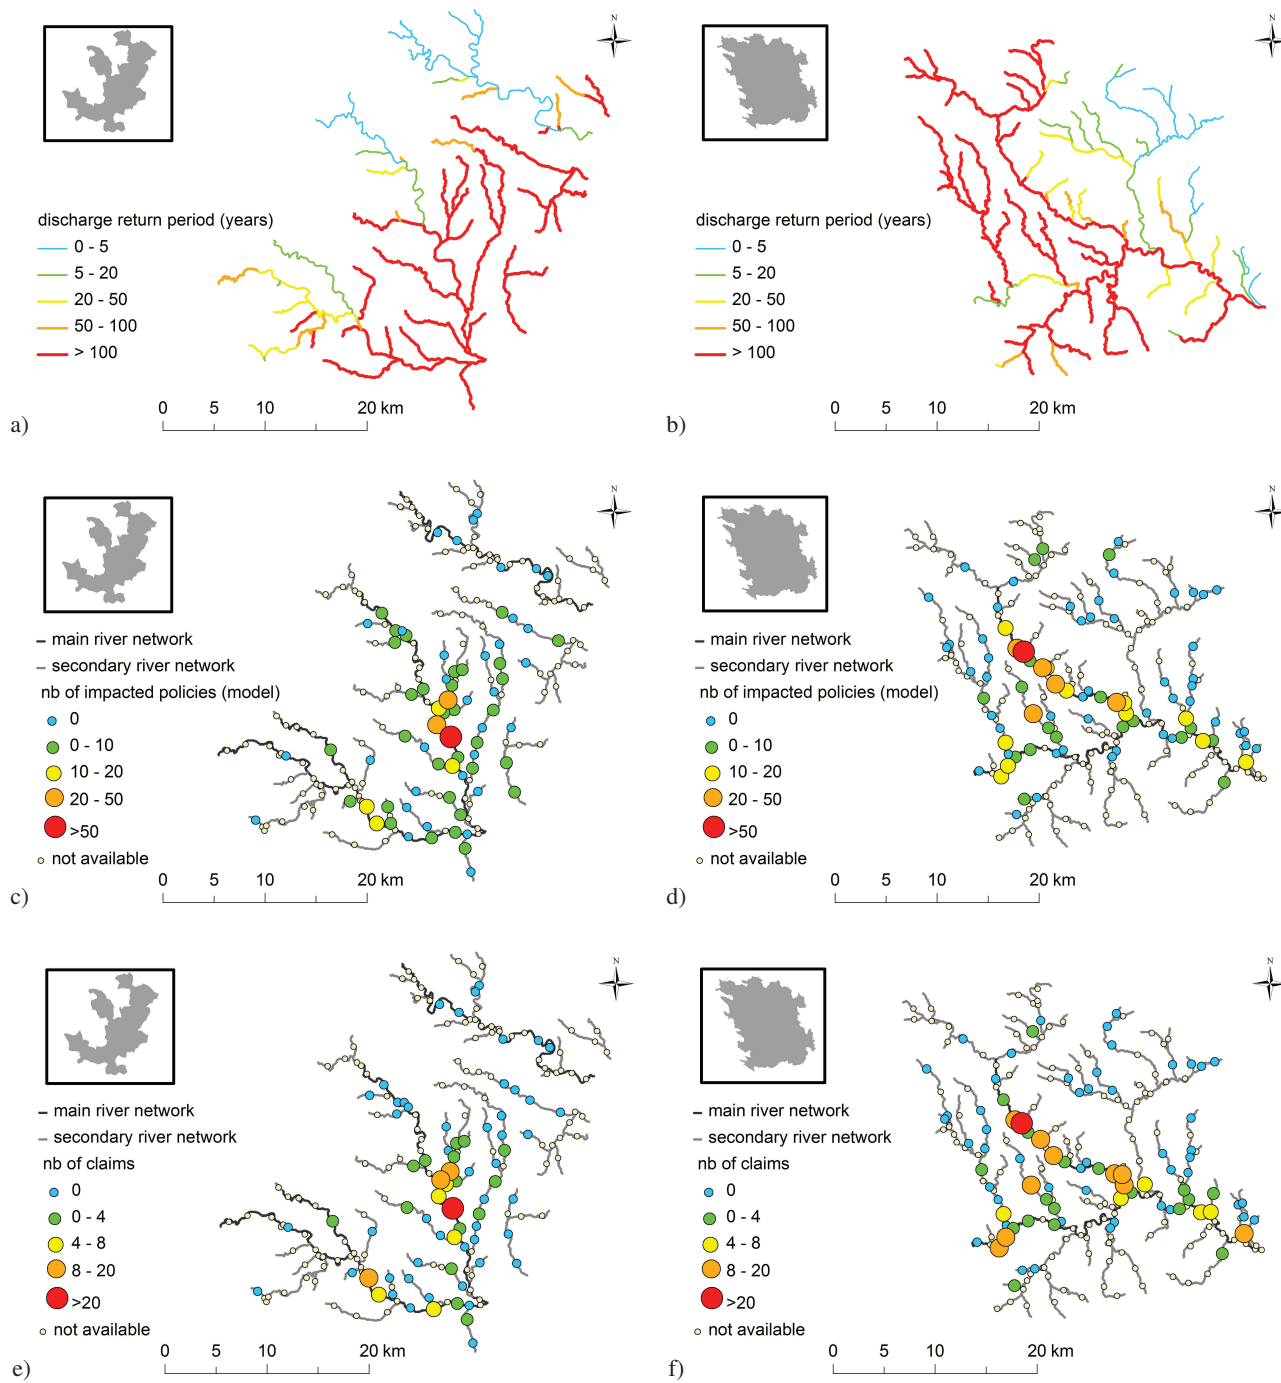 N
discharge return period (years)
0 - 5
5 - 20
20 - 50
50 - 100
> 100
0 5 10 20 km
a)
N
discharge return period (years)
0 - 5
5 - 20
20 - 50
50 - 100
> 100
0 5 10 20 km
b)
N
main river network
secondary river network
nb of impacted policies (model)
0
0 - 10
10 - 20
20 - 50
>50
not available
0 5 10 20 km
c)
N
main river network
secondary river network
nb of impacted policies (model)
0
0 - 10
10 - 20
20 - 50
>50
not available
0 5 10 20 km
d)
N
main river network
secondary river network
nb of claims
0
0 - 4
4 - 8
8 - 20
>20
not available
0 5 10 20 km
e)
N
main river network
secondary river network
nb of claims
0
0 - 4
4 - 8
8 - 20
>20
not available
0 5 10 20 km
f)